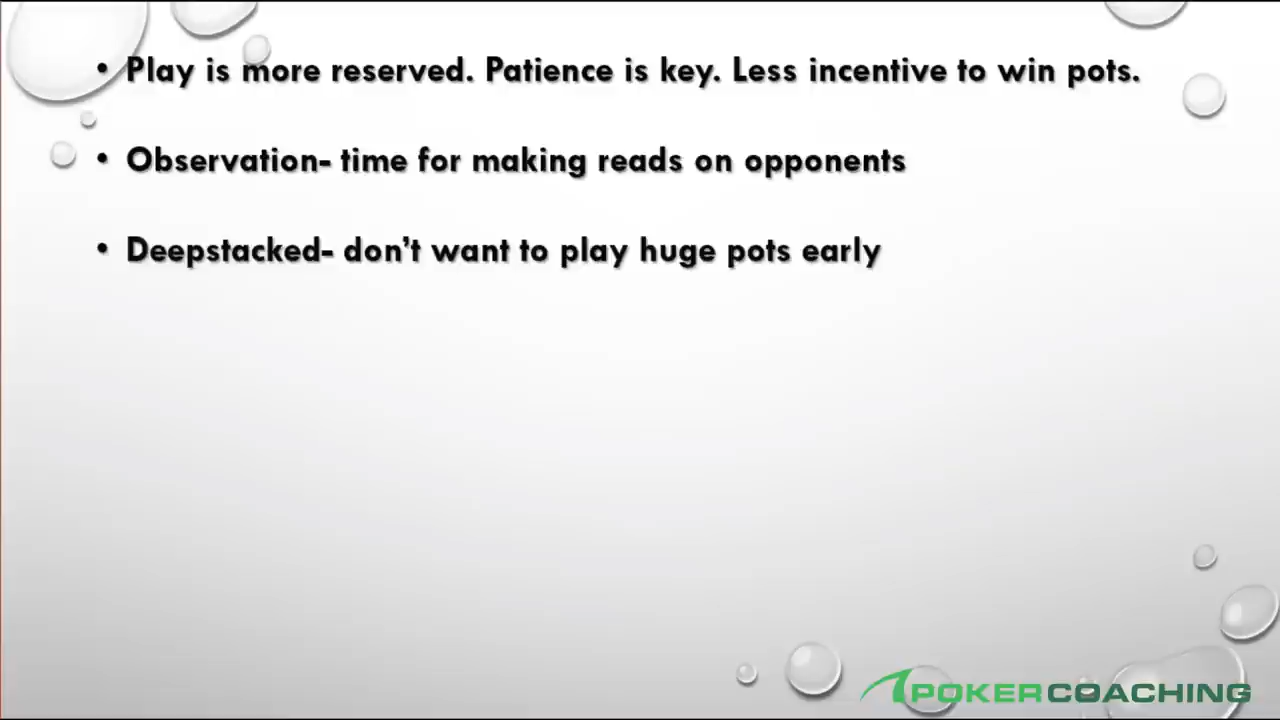 • Play is more reserved. Patience is key. Less incentive to win pots.
• Observation- time for making reads on opponents
• Deepstacked- don't want to play huge pots early
POKERCOACHING